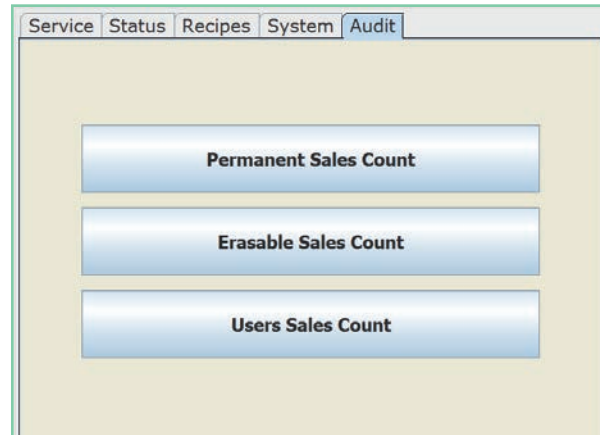 Service Status Recipes System Audit
Permanent Sales Count
Erasable Sales Count
Users Sales Count